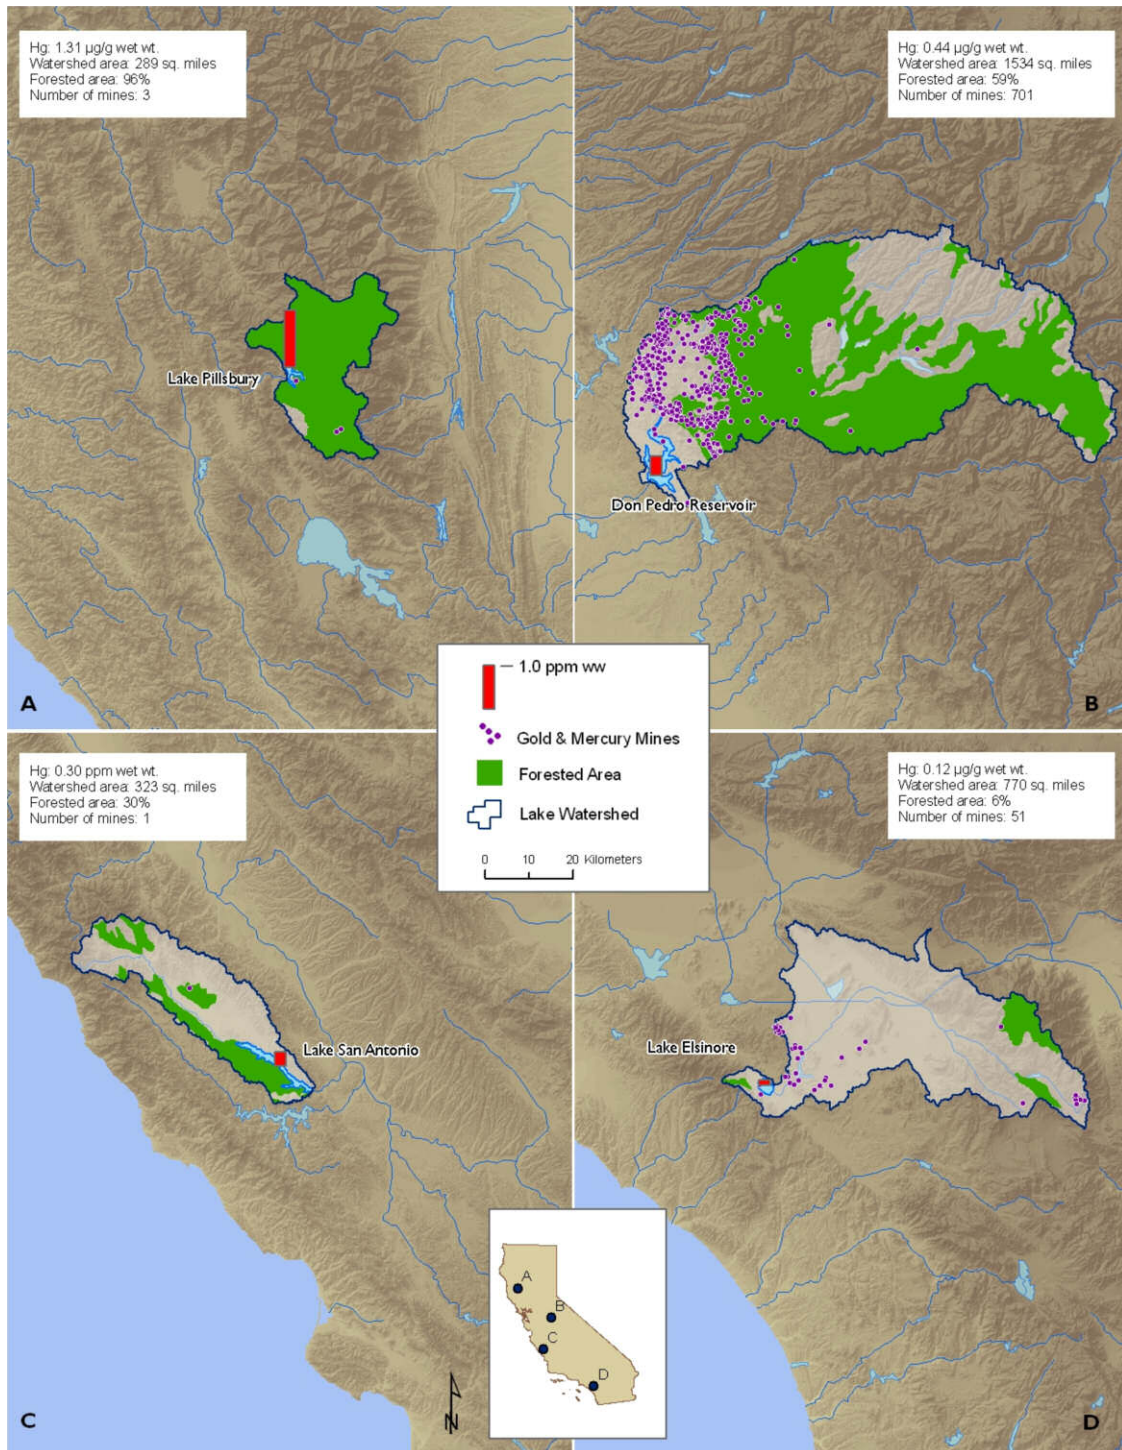 Hg: 1.31 µg/g wet wt.
Watershed area: 289 sq. miles
Forested area: 96%
Number of mines: 3
Lake Pillsbury
A
Hg: 0.44 µg/g wet wt.
Watershed area: 1534 sq. miles
Forested area: 59%
Number of mines: 701
Don Pedro Reservoir
B
1.0 ppm ww
Gold & Mercury Mines
Forested Area
Lake Watershed
0 10 20 Kilometers
Hg: 0.30 ppm wet wt.
Watershed area: 323 sq. miles
Forested area: 30%
Number of mines: 1
Lake San Antonio
C
N
Hg: 0.12 µg/g wet wt.
Watershed area: 770 sq. miles
Forested area: 6%
Number of mines: 51
Lake Elsinore
D
A
B
C
D